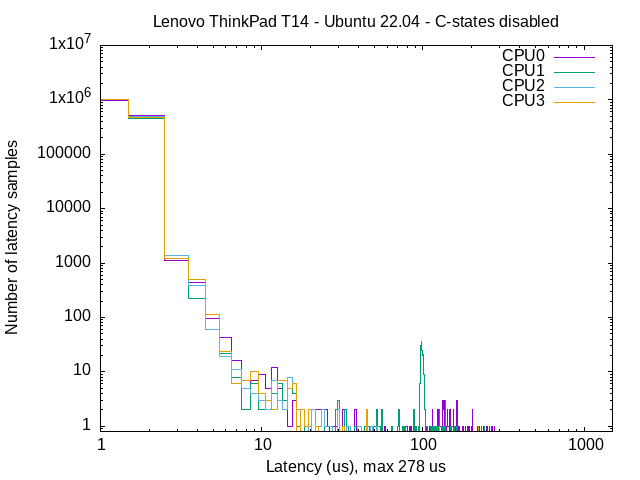 Lenovo ThinkPad T14 - Ubuntu 22.04 - C-states disabled
1x10^7
1x10^6
100000
10000
1000
100
10
1
Number of latency samples
CPU0
CPU1
CPU2
CPU3
1 10 100 1000
Latency (us), max 278 us